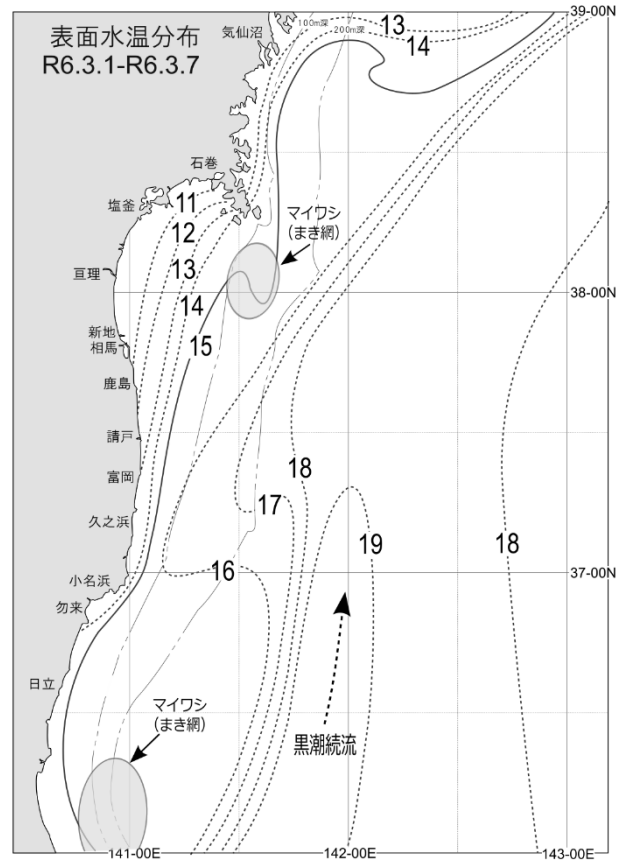 表面水温分布
R6.3.1-R6.3.7
気仙沼
100m深
200m深
13
14
39-00N
石巻
塩釜
11
12
13
14
15
マイワシ
(まき網)
亘理
38-00N
新地
相馬
鹿島
請戸
富岡
久之浜
18
17
19
18
16
37-00N
小名浜
勿来
日立
マイワシ
(まき網)
黒潮続流
141-00E
142-00E
143-00E